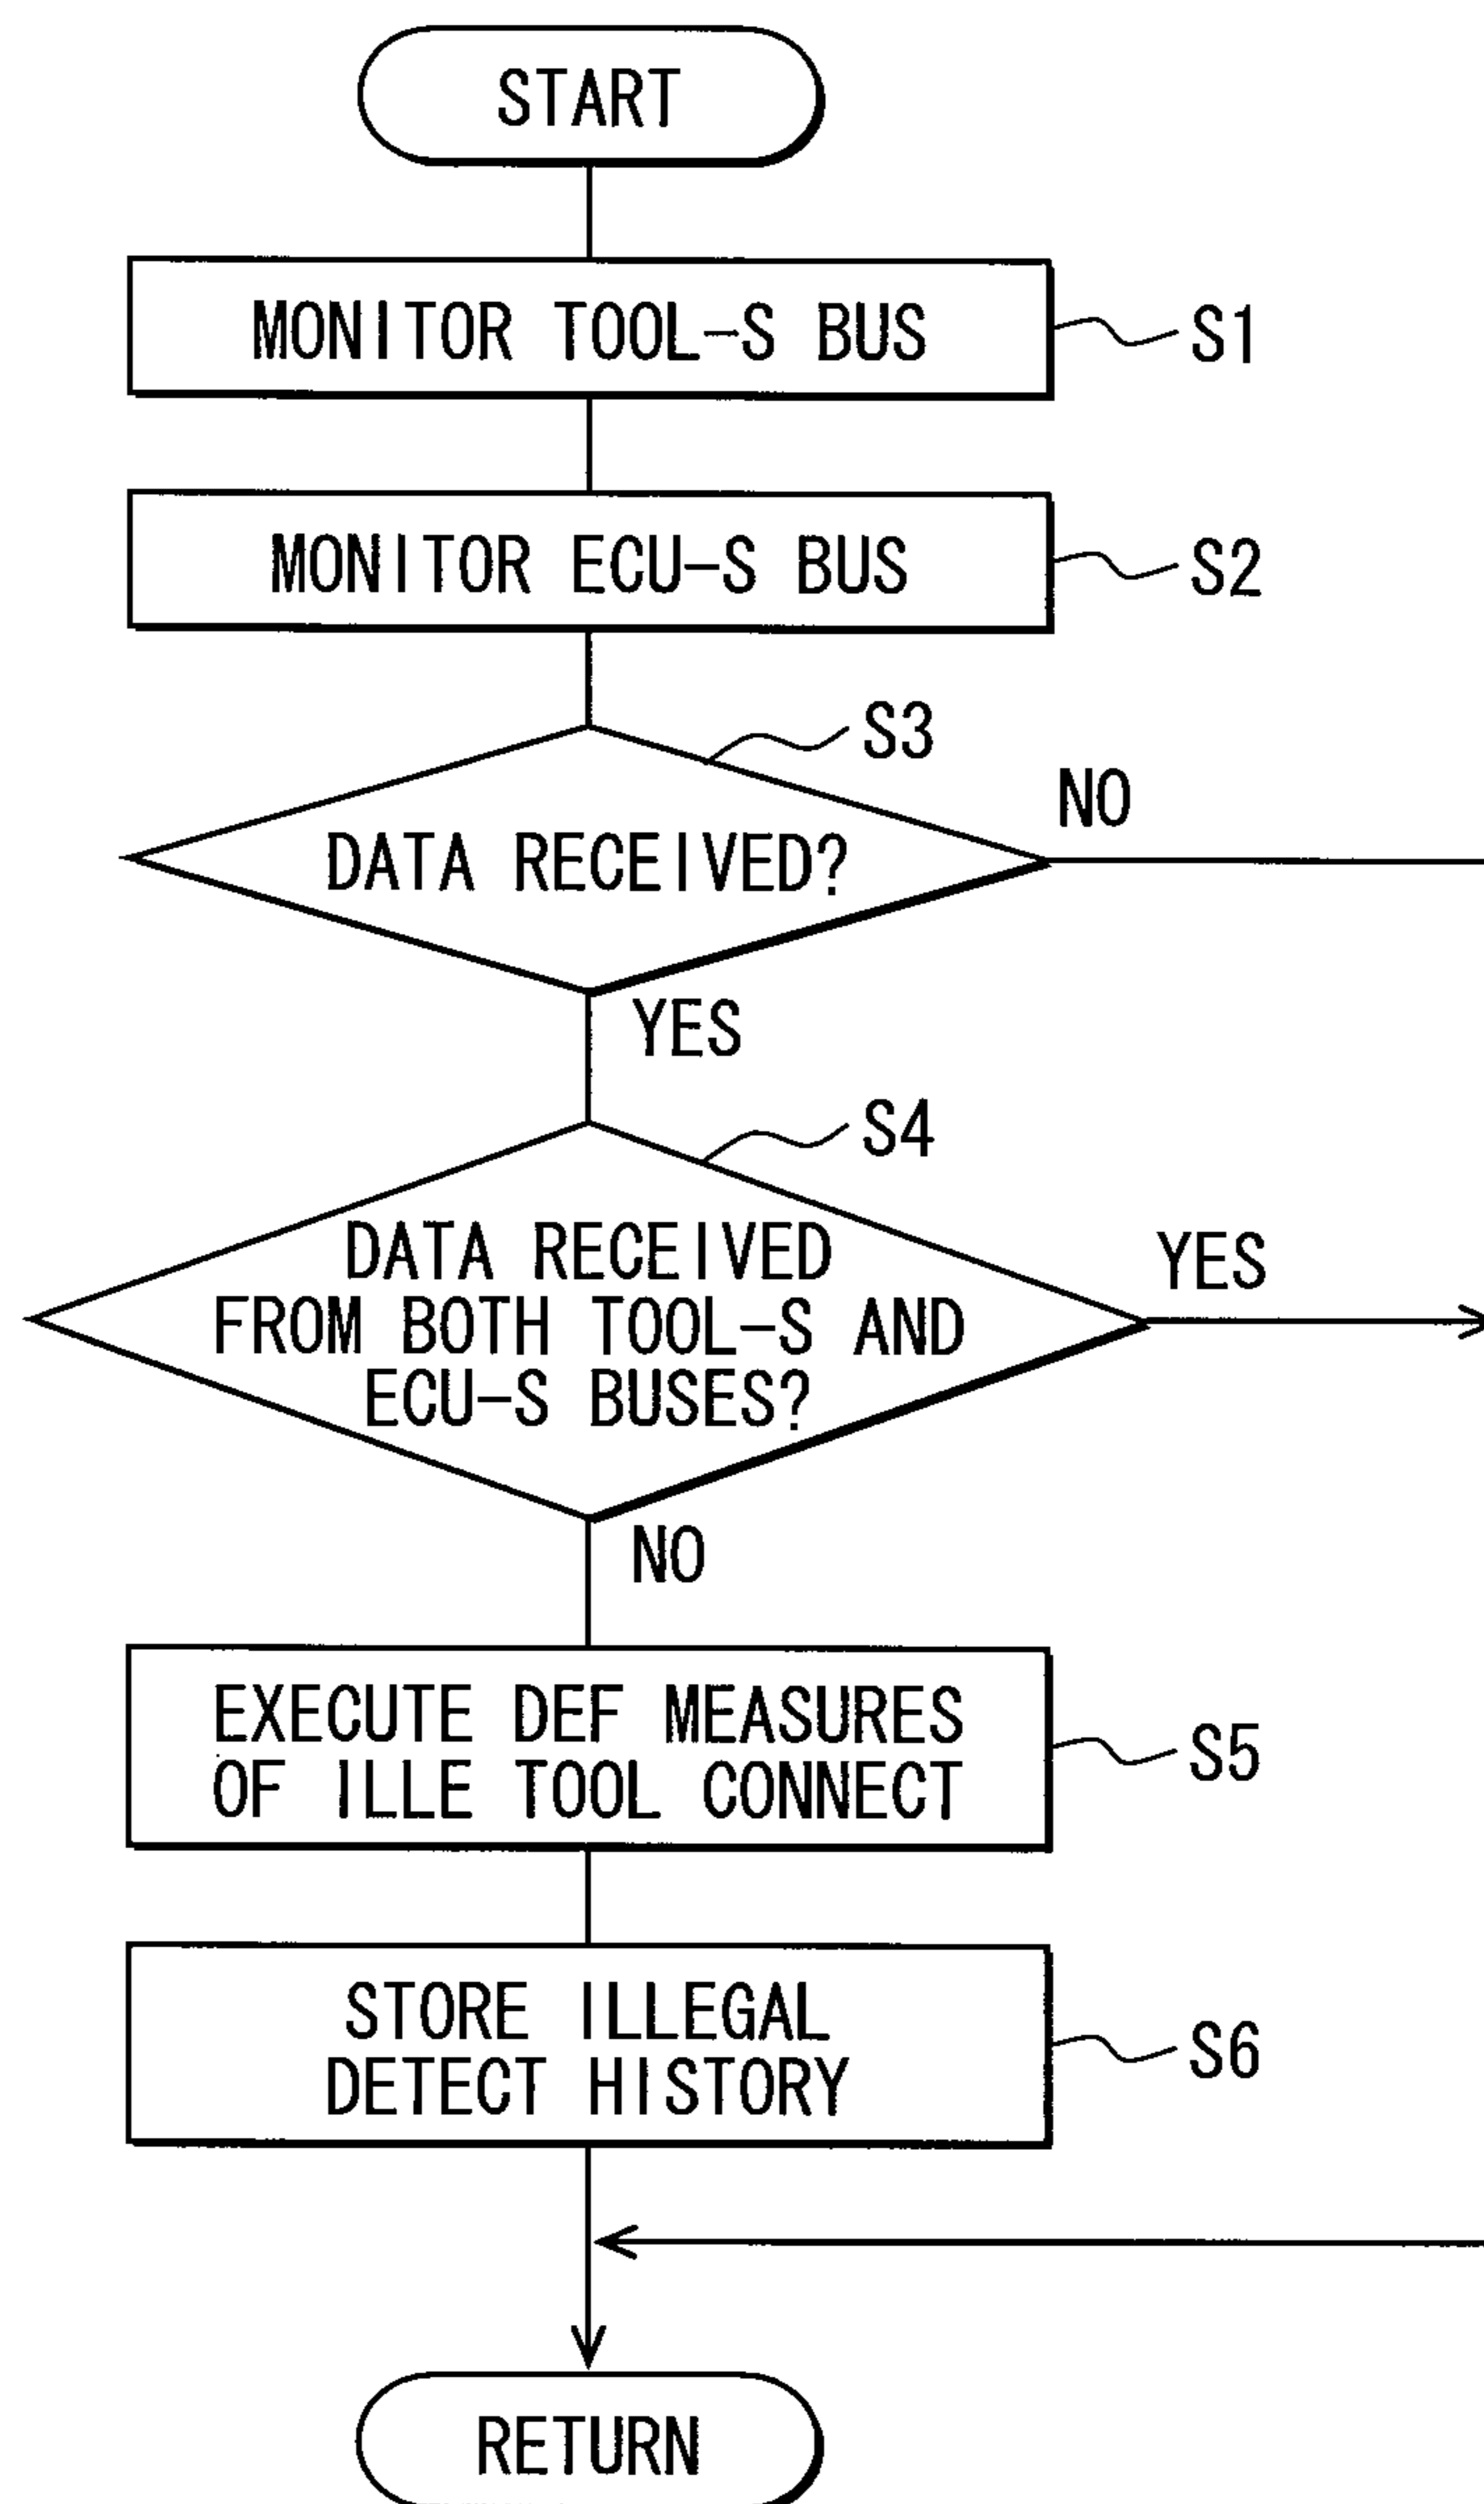 START
MONITOR TOOL-S BUS
S1
MONITOR ECU-S BUS
S2
S3
NO
DATA RECEIVED?
YES
S4
YES
DATA RECEIVED
FROM BOTH TOOL-S AND
ECU-S BUSES?
NO
EXECUTE DEF MEASURES
OF ILLE TOOL CONNECT
S5
STORE ILLEGAL
DETECT HISTORY
S6
RETURN